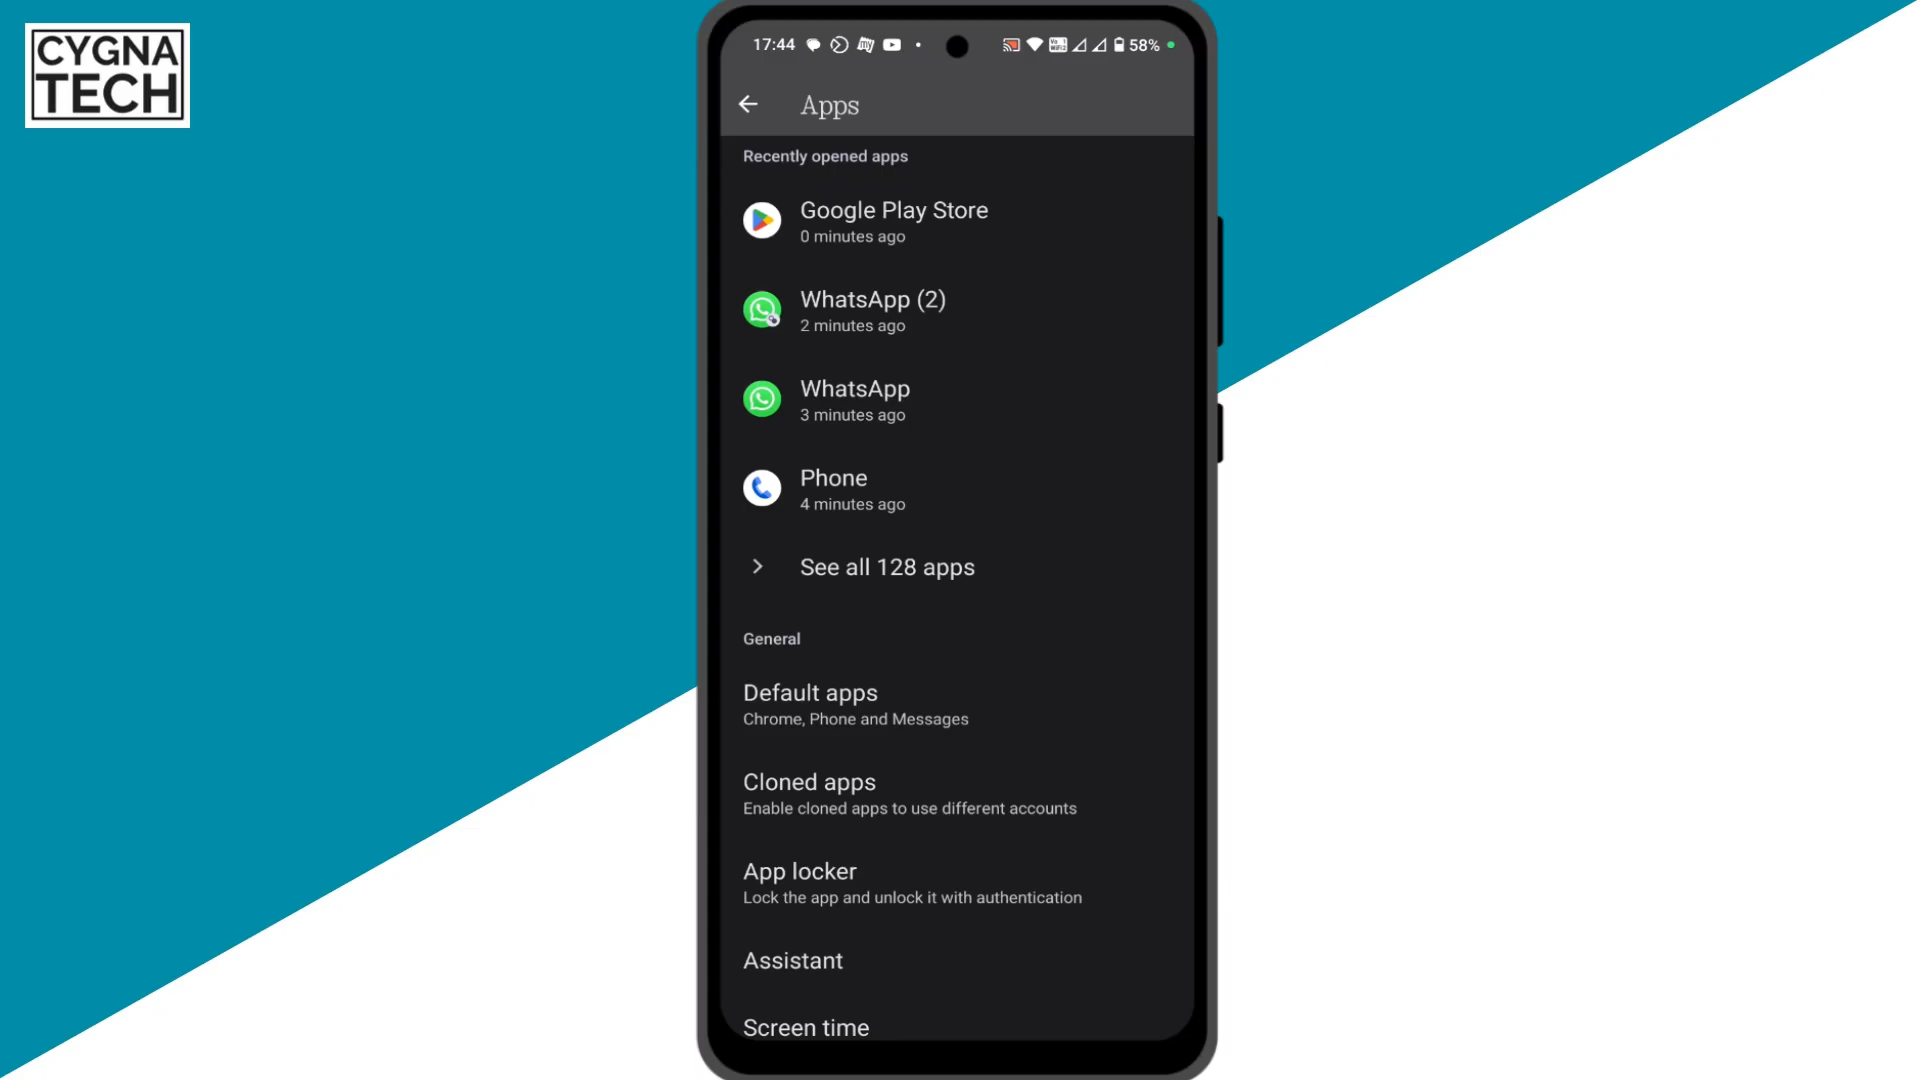 CYGNA
TECH
17:44
58%
Apps
Recently opened apps
Google Play Store
0 minutes ago
WhatsApp (2)
2 minutes ago
WhatsApp
3 minutes ago
Phone
4 minutes ago
See all 128 apps
General
Default apps
Chrome, Phone and Messages
Cloned apps
Enable cloned apps to use different accounts
App locker
Lock the app and unlock it with authentication
Assistant
Screen time